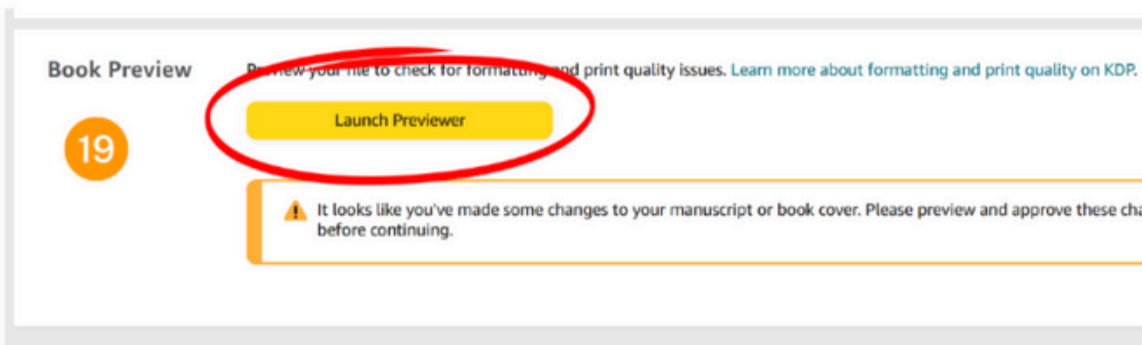 Book Preview
Preview your file to check for formatting and print quality issues. Learn more about formatting and print quality on KDP.
19
Launch Previewer
It looks like you've made some changes to your manuscript or book cover. Please preview and approve these
before continuing.